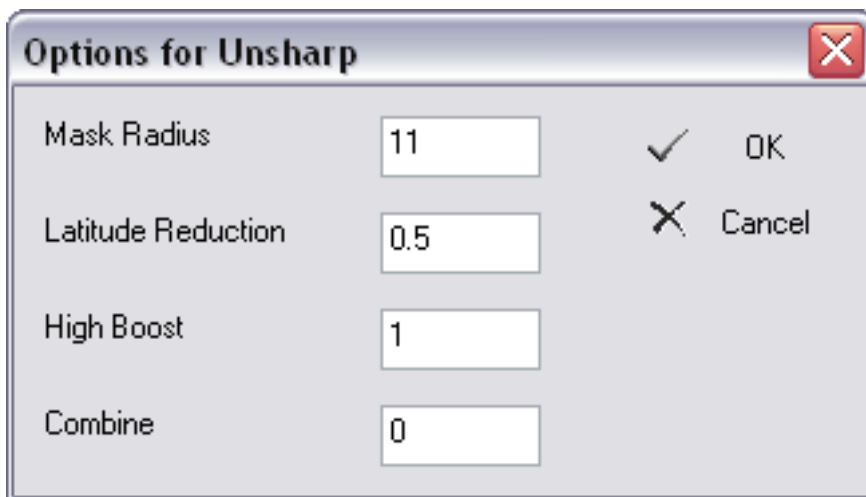 Options for Unsharp
Mask Radius 11 OK
Latitude Reduction 0.5 Cancel
High Boost 1
Combine 0